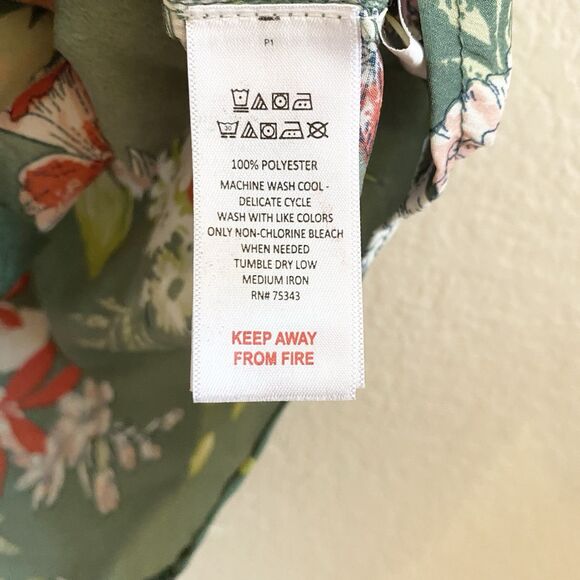 P1
30
100% POLYESTER
MACHINE WASH COOL -
DELICATE CYCLE
WASH WITH LIKE COLORS
ONLY NON-CHLORINE BLEACH
WHEN NEEDED
TUMBLE DRY LOW
MEDIUM IRON
RN# 75343
KEEP AWAY
FROM FIRE